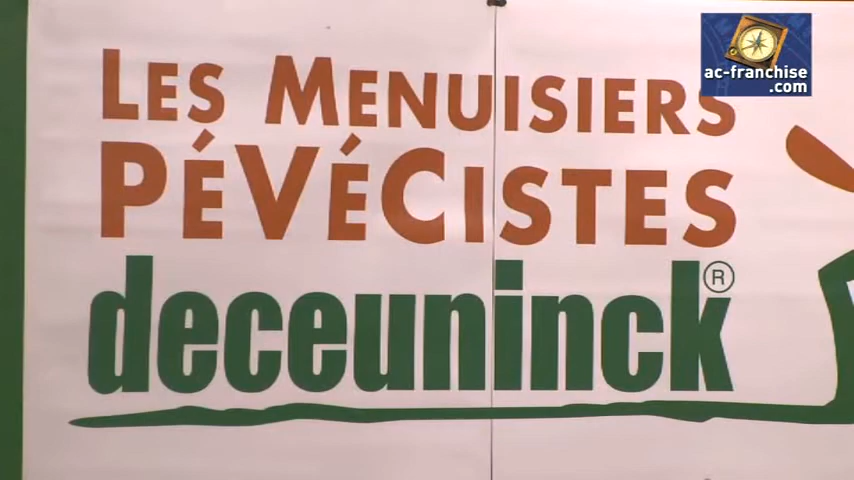 ac-franchise
.com
LES MENUISIERS
PÉVÉCISTES
deceuninck®